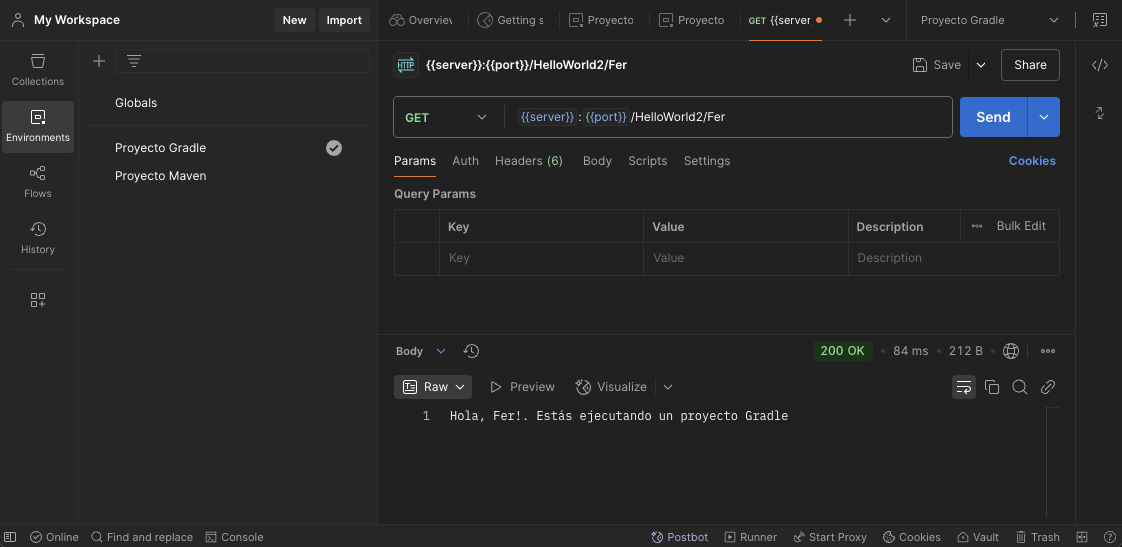 My Workspace
New
Import
Overview
Getting s
Proyecto
Proyecto
GET {{server
Proyecto Gradle
Collections
Environments
Flows
History
Globals
Proyecto Gradle
Proyecto Maven
HTTP
{{server}}:{{port}}/HelloWorld2/Fer
Save
Share
GET
{{server}} : {{port}} /HelloWorld2/Fer
Send
Params
Auth
Headers (6)
Body
Scripts
Settings
Cookies
Query Params
Key
Value
Description
Bulk Edit
Key
Value
Description
Body
200 OK
84 ms
212 B
Raw
Preview
Visualize
1 Hola, Fer!. Estás ejecutando un proyecto Gradle
Online
Find and replace
Console
Postbot
Runner
Start Proxy
Cookies
Vault
Trash